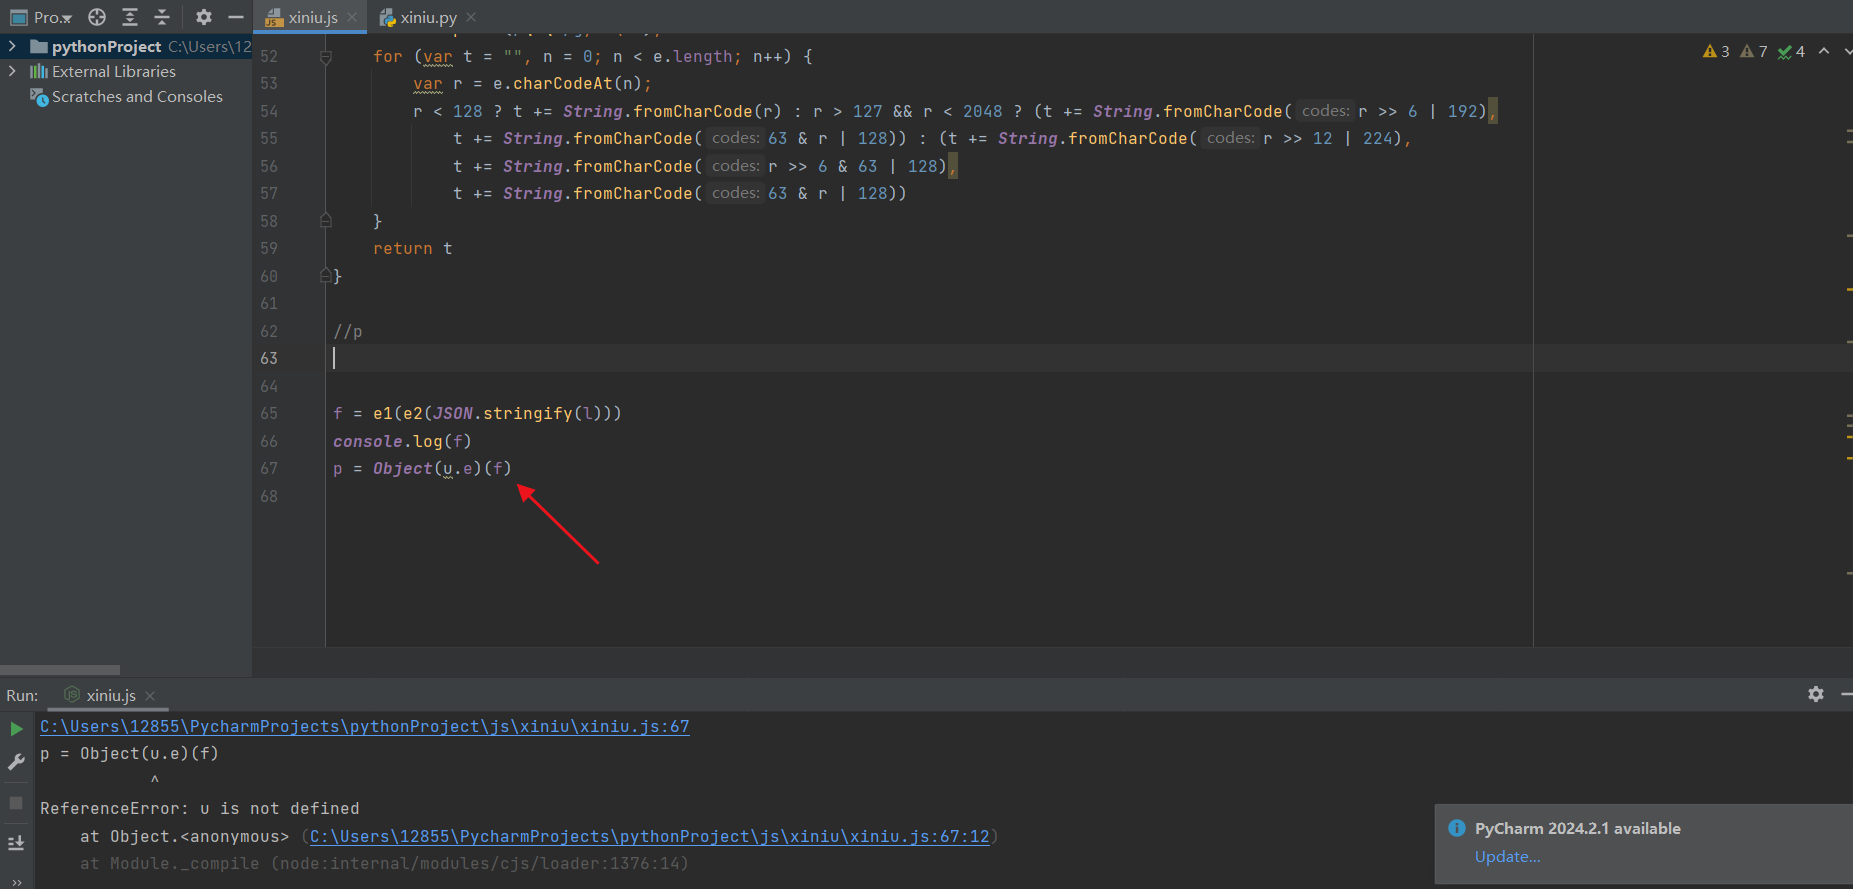 Pro...
xiniu.js
xiniu.py
pythonProject C:\Users\12
External Libraries
Scratches and Consoles
3 7 4
52 for (var t = "", n = 0; n < e.length; n++) {
53 var r = e.charCodeAt(n);
54 r < 128 ? t += String.fromCharCode(r) : r > 127 && r < 2048 ? (t += String.fromCharCode( codes: r >> 6 | 192),
55 t += String.fromCharCode( codes: 63 & r | 128)) : (t += String.fromCharCode( codes: r >> 12 | 224),
56 t += String.fromCharCode( codes: r >> 6 & 63 | 128),
57 t += String.fromCharCode( codes: 63 & r | 128))
58 }
59 return t
60 }
61
62 //p
63
64
65 f = e1(e2(JSON.stringify(l)))
66 console.log(f)
67 p = Object(u.e)(f)
68
Run: xiniu.js
C:\Users\12855\PycharmProjects\pythonProject\js\xiniu\xiniu.js:67
p = Object(u.e)(f)
^
ReferenceError: u is not defined
at Object.<anonymous> (C:\Users\12855\PycharmProjects\pythonProject\js\xiniu\xiniu.js:67:12)
at Module._compile (node:internal/modules/cjs/loader:1376:14)
PyCharm 2024.2.1 available
Update...